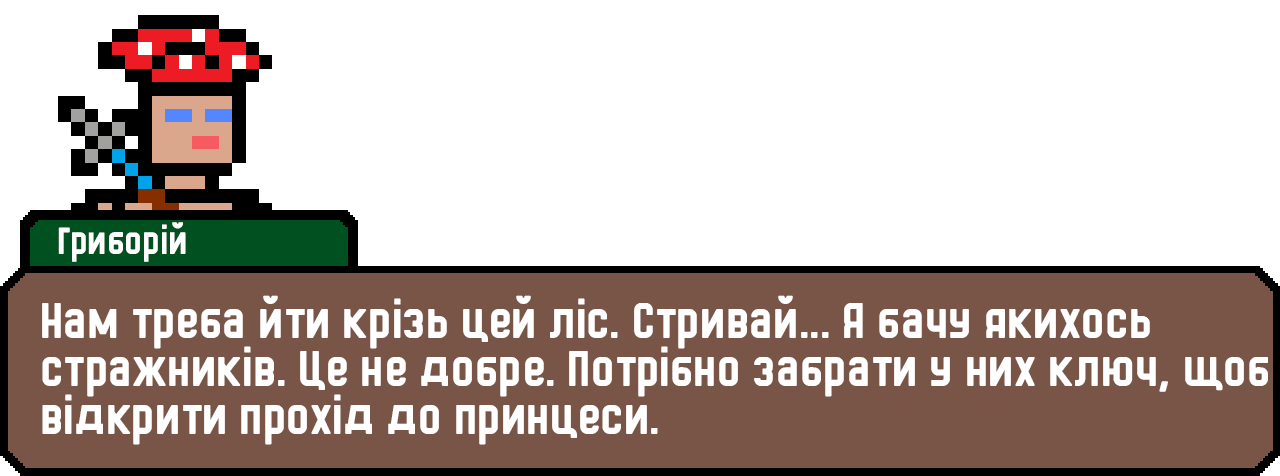 Гриборій
Нам треба йти крізь цей ліс. Стривай... Я бачу якихось
стражників. Це не добре. Потрібно забрати у них ключ, щоб
відкрити прохід до принцеси.